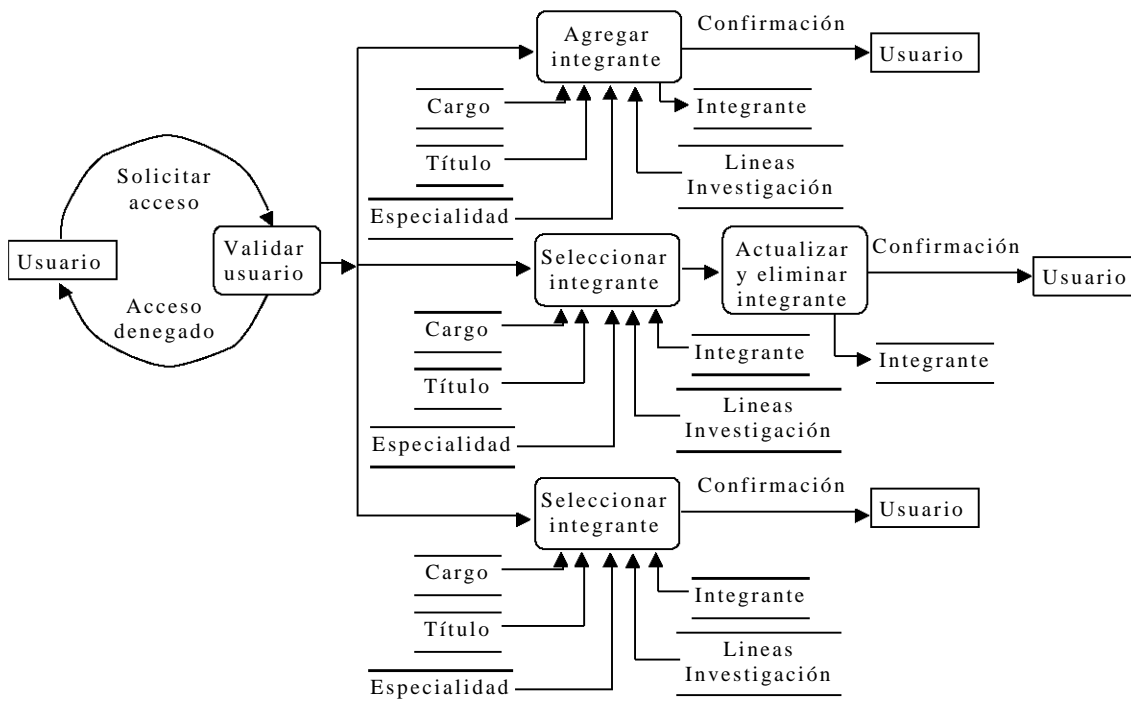 Agregar
integrante
Confirmación
Usuario
Cargo
Integrante
Título
Lineas
Investigación
Especialidad
Solicitar
acceso
Usuario
Validar
usuario
Acceso
denegado
Seleccionar
integrante
Actualizar
y eliminar
integrante
Confirmación
Usuario
Cargo
Integrante
Integrante
Título
Lineas
Investigación
Especialidad
Seleccionar
integrante
Confirmación
Usuario
Cargo
Integrante
Título
Lineas
Investigación
Especialidad